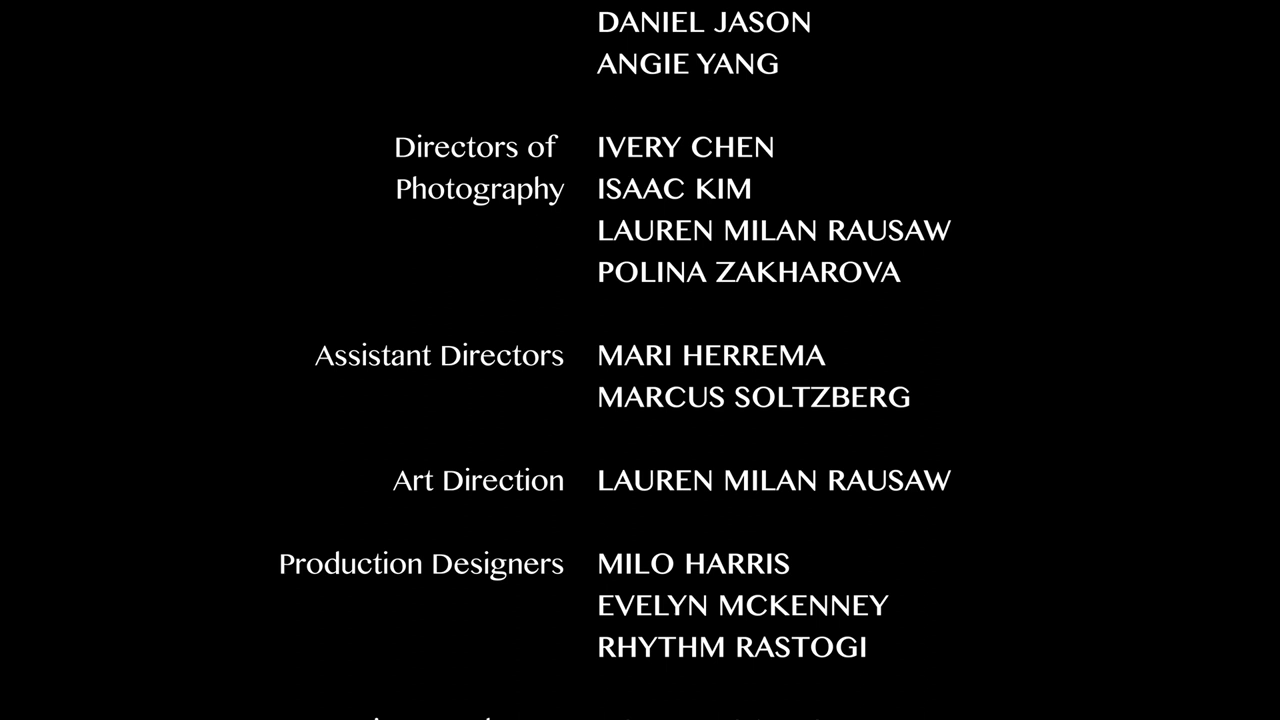 DANIEL JASON
ANGIE YANG
Directors of IVERY CHEN
Photography ISAAC KIM
LAUREN MILAN RAUSAW
POLINA ZAKHAROVA
Assistant Directors MARI HERREMA
MARCUS SOLTZBERG
Art Direction LAUREN MILAN RAUSAW
Production Designers MILO HARRIS
EVELYN MCKENNEY
RHYTHM RASTOGI